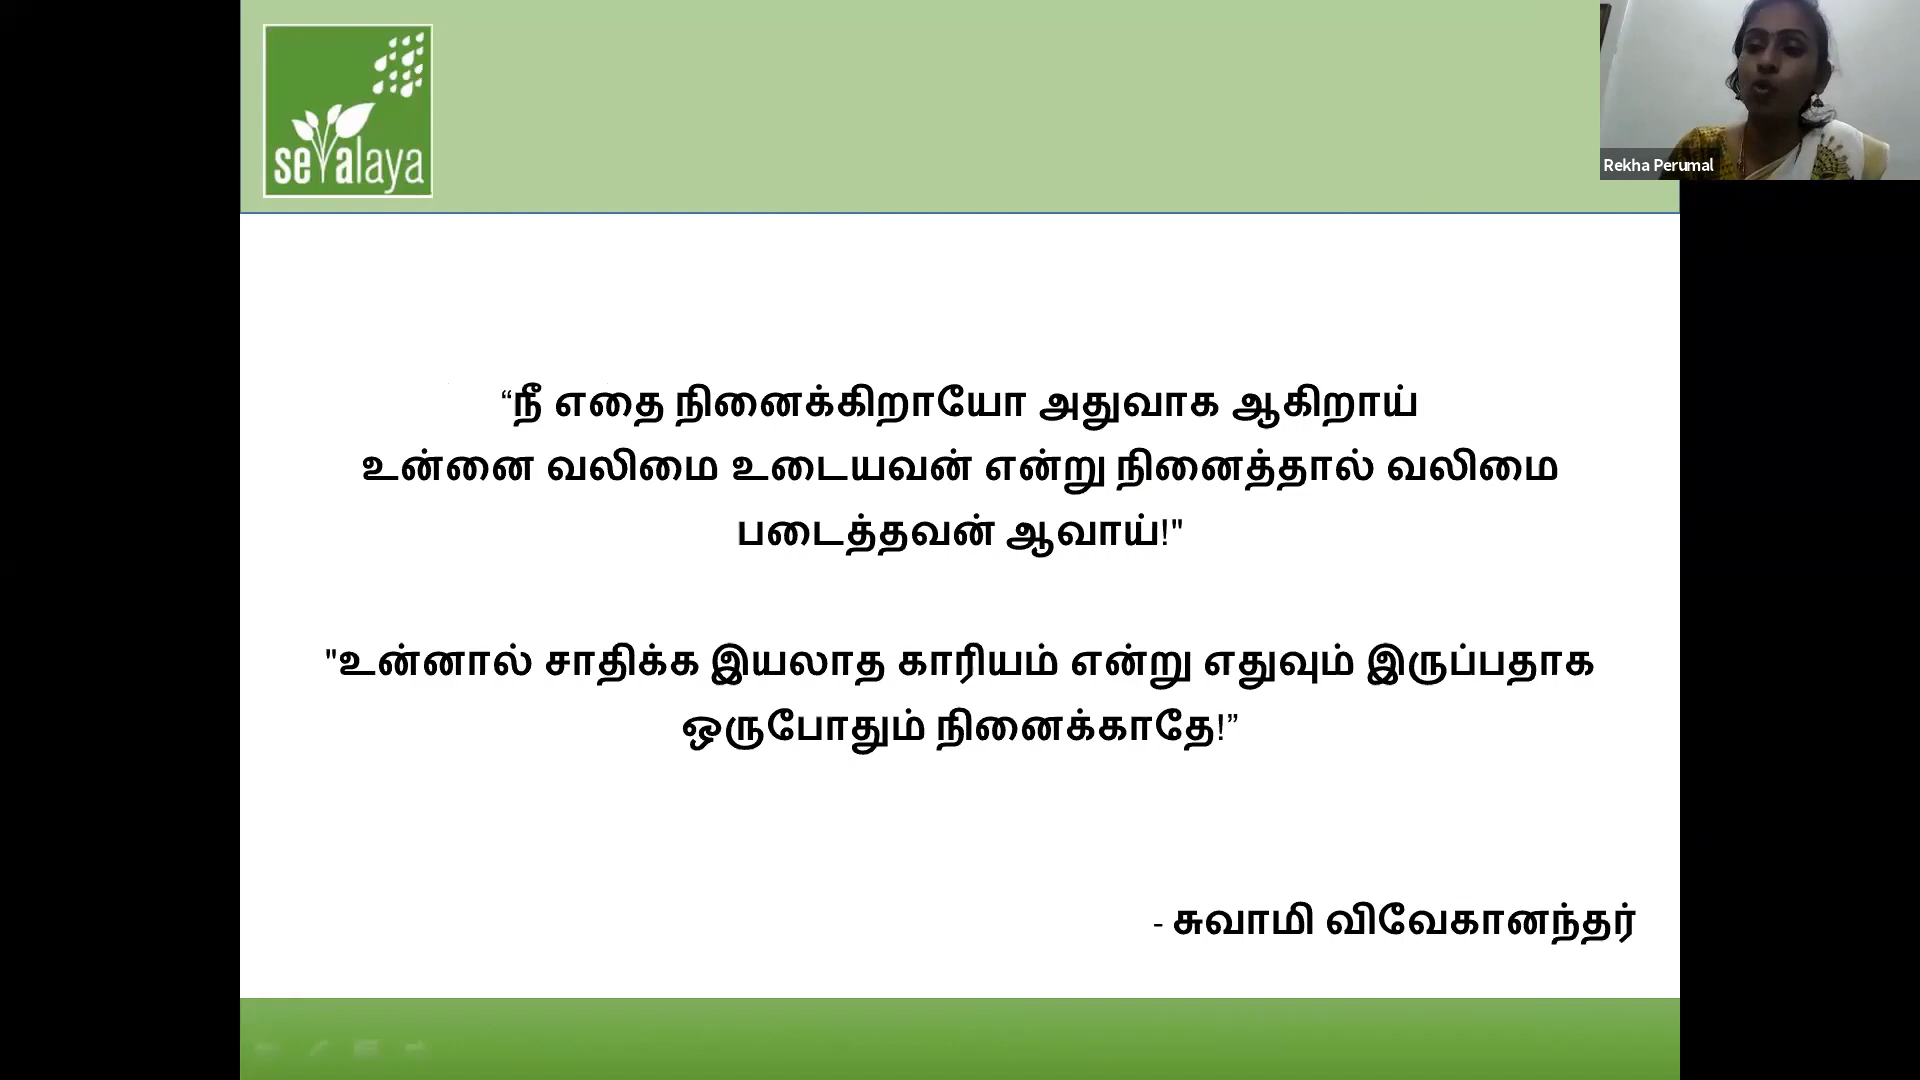 sevalaya
Rekha Perumal
“நீ எதை நினைக்கிறாயோ அதுவாக ஆகிறாய்
உன்னை வலிமை உடையவன் என்று நினைத்தால் வலிமை
படைத்தவன் ஆவாய்!"
"உன்னால் சாதிக்க இயலாத காரியம் என்று எதுவும் இருப்பதாக
ஒருபோதும் நினைக்காதே!”
- சுவாமி விவேகானந்தர்